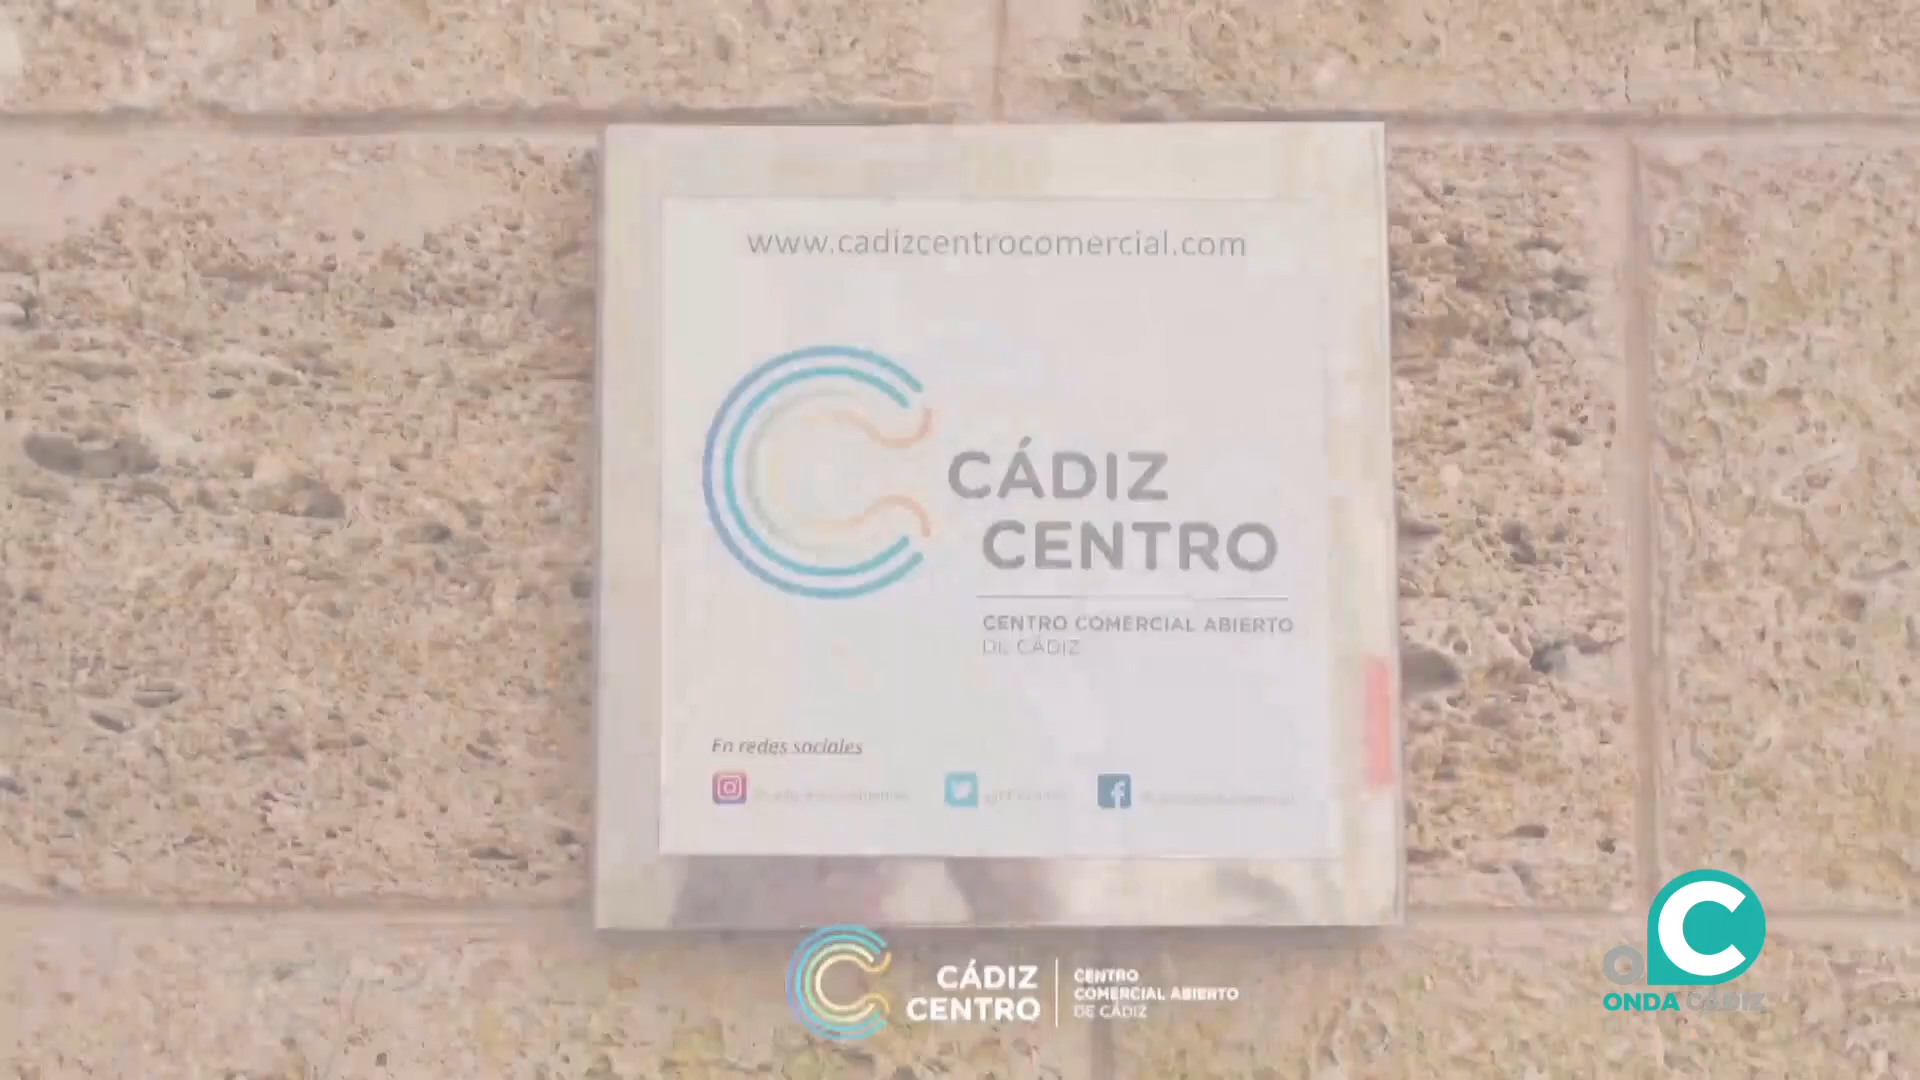 www.cadizcentrocomercial.com
CÁDIZ
CENTRO
CENTRO COMERCIAL ABIERTO
DE CÁDIZ
En redes sociales
CÁDIZ
CENTRO
CENTRO
COMERCIAL ABIERTO
DE CÁDIZ
ONDA CÁDIZ